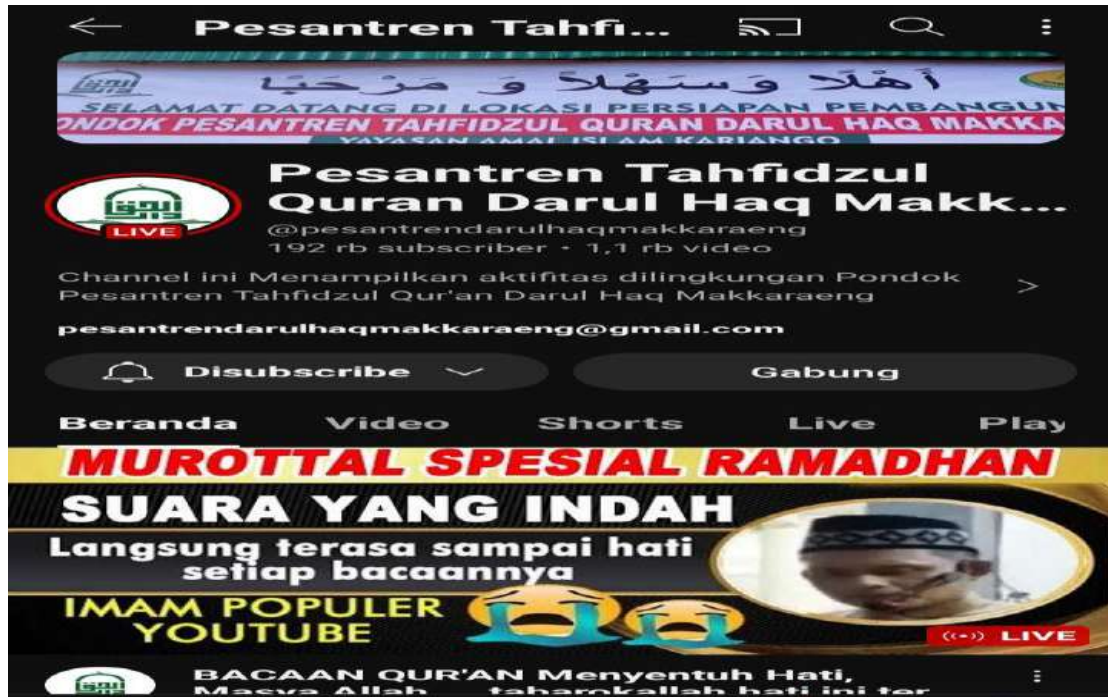 Pesantren Tahfi...
أَهْلًا وَسَهْلًا وَ مَرْحَبًا
SELAMAT DATANG DI LOKASI PERSIAPAN PEMBANGUN
PONDOK PESANTREN TAHFIDZUL QURAN DARUL HAQ MAKKA
YAYASAN AMAL ISLAM KARIANGO
Pesantren Tahfidzul
Quran Darul Haq Makk...
LIVE
@pesantrendarulhaqmakkaraeng
192 rb subscriber • 1,1 rb video
Channel ini Menampilkan aktifitas dilingkungan Pondok
Pesantren Tahfidzul Qur'an Darul Haq Makkaraeng
pesantrendarulhaqmakkaraeng@gmail.com
Disubscribe
Gabung
Beranda Video Shorts Live Play
MUROTTAL SPESIAL RAMADHAN
SUARA YANG INDAH
Langsung terasa sampai hati
setiap bacaannya
IMAM POPULER
YOUTUBE
LIVE
BACAAN QUR'AN Menyentuh Hati,
Masya Allah